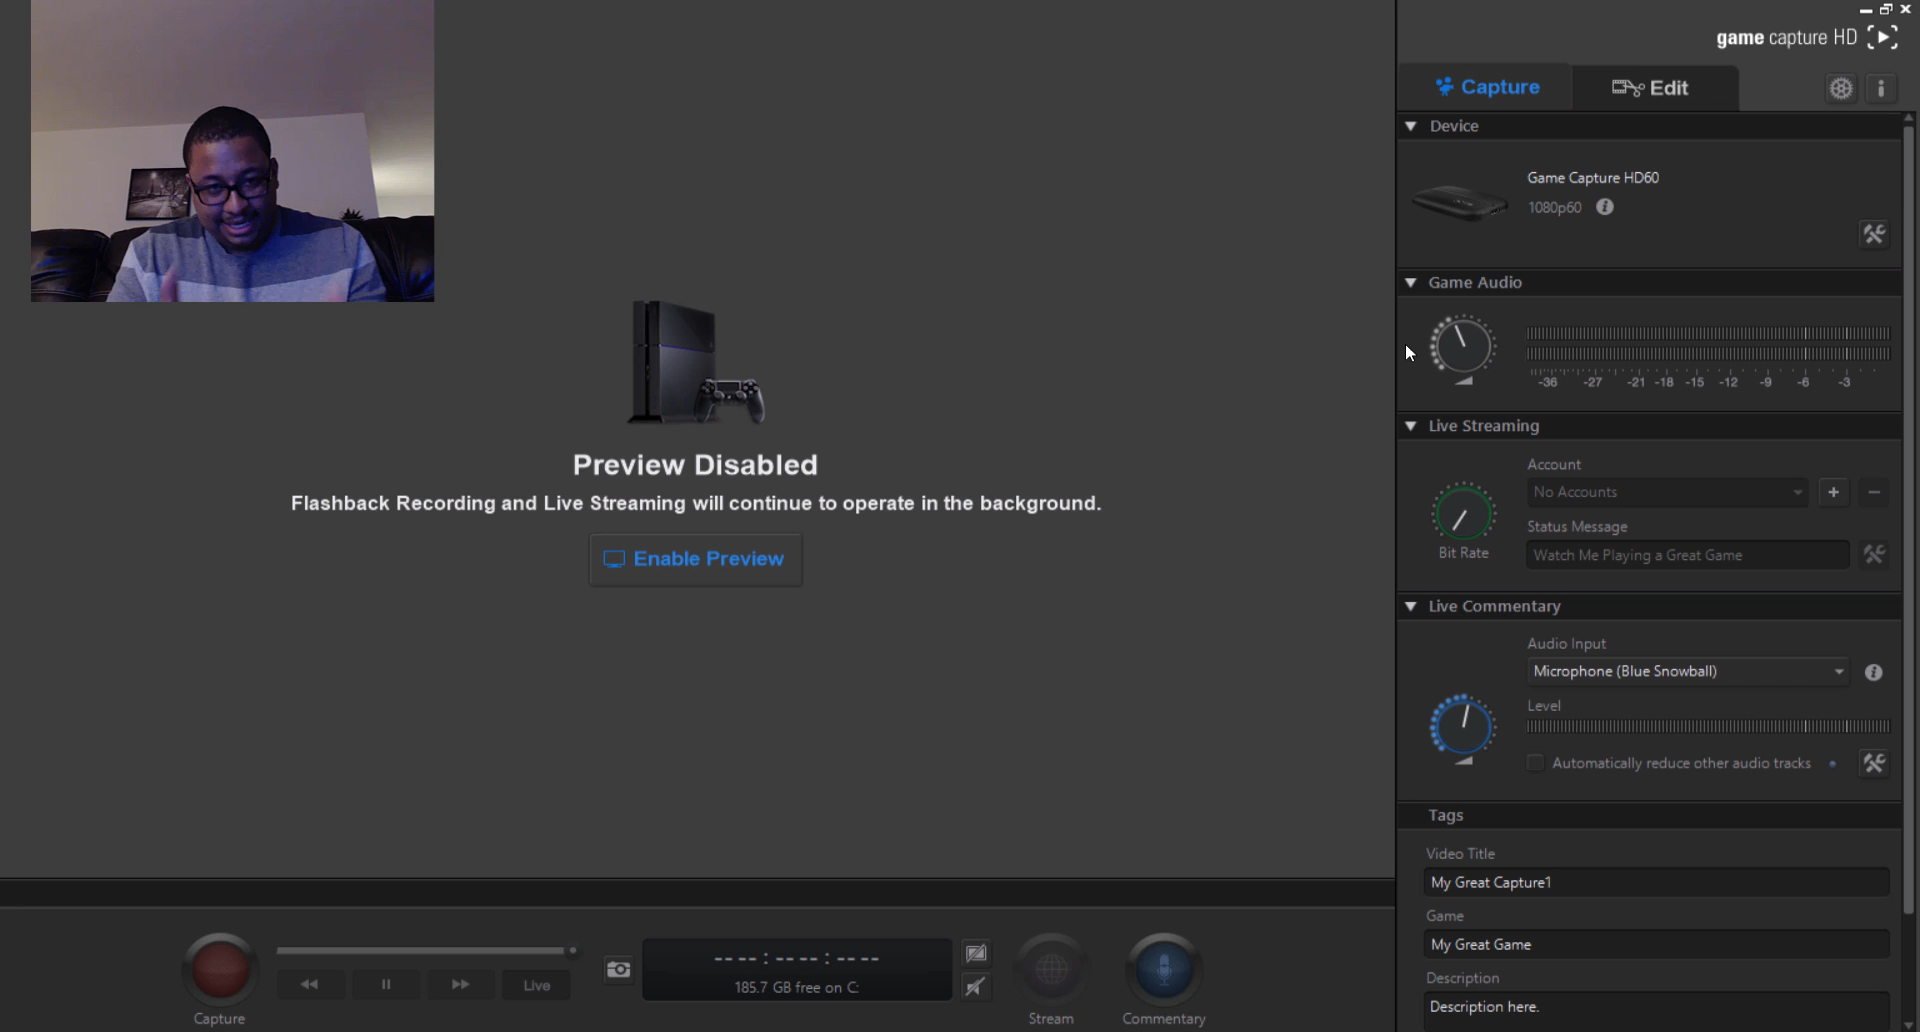 game capture HD
Capture
Edit
Device
Game Capture HD60
1080p60
Game Audio
-36 -27 -21 -18 -15 -12 -9 -6 -3
Live Streaming
Account
No Accounts
Status Message
Bit Rate
Watch Me Playing a Great Game
Live Commentary
Audio Input
Microphone (Blue Snowball)
Level
Automatically reduce other audio tracks
Tags
Video Title
My Great Capture1
Game
My Great Game
Description
Description here.
Preview Disabled
Flashback Recording and Live Streaming will continue to operate in the background.
Enable Preview
Live
-- -- : -- -- : -- --
185.7 GB free on C:
Capture
Stream
Commentary